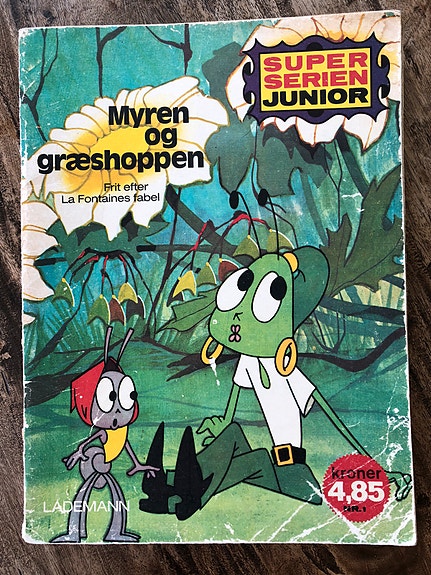 SUPER
SERIEN
JUNIOR
Myren
og
græshoppen
Frit efter
La Fontaines fabel
kroner
4,85
NR.1
LADEMANN